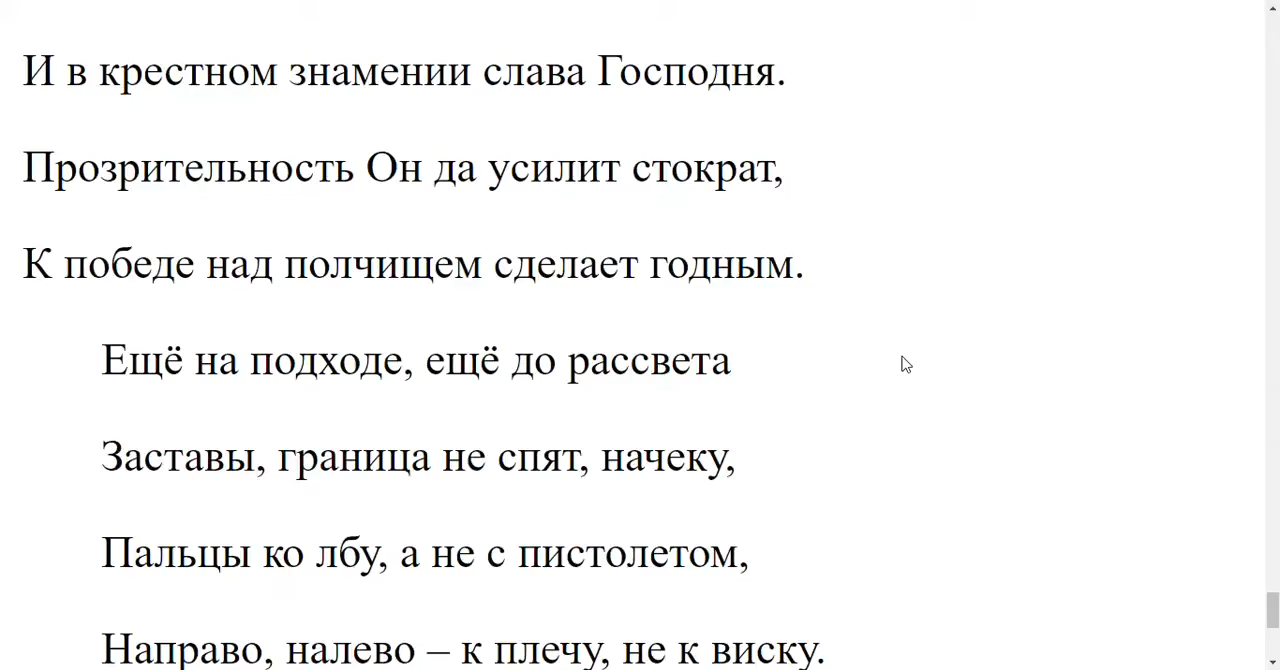 И в крестном знамении слава Господня.
Прозрительность Он да усилит стократ,
К победе над полчищем сделает годным.
Ещё на подходе, ещё до рассвета
Заставы, граница не спят, начеку,
Пальцы ко лбу, а не с пистолетом,
Направо, налево – к плечу, не к виску.